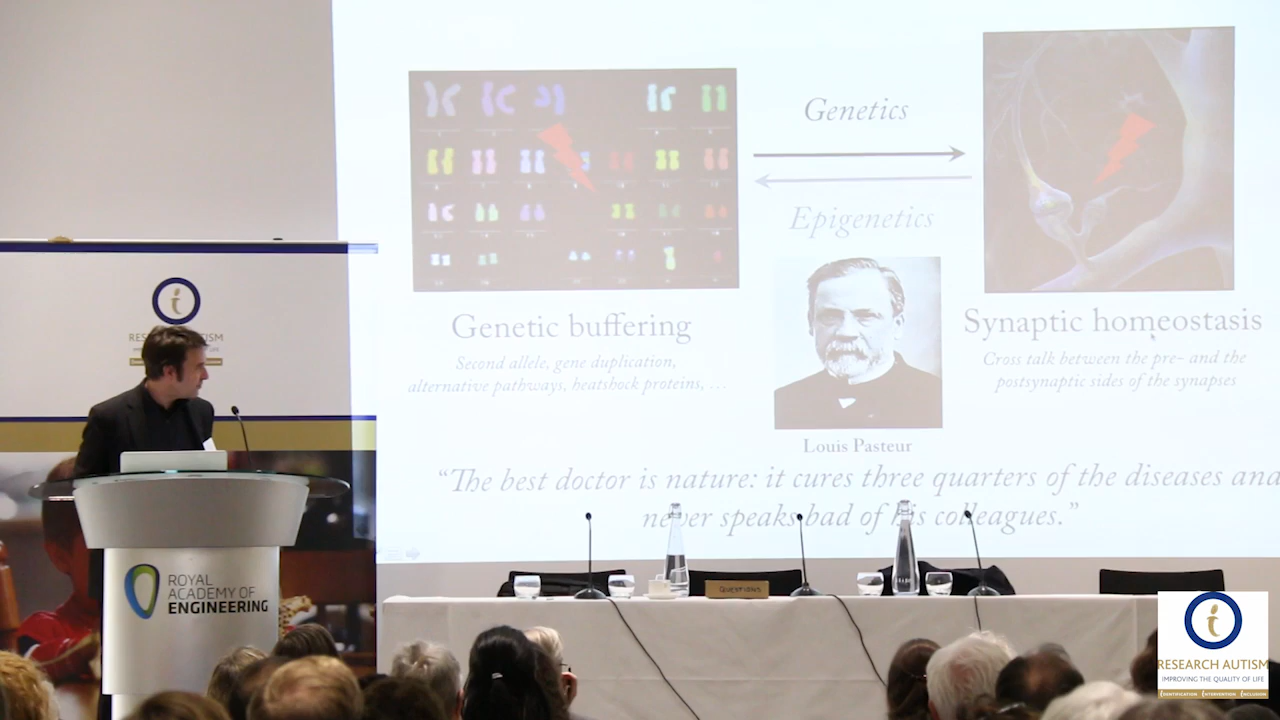 Genetics
Epigenetics
Genetic buffering
Second allele, gene duplication,
alternative pathways, heatshock proteins, …
Synaptic homeostasis
Cross talk between the pre- and the
postsynaptic sides of the synapses
Louis Pasteur
“The best doctor is nature: it cures three quarters of the diseases and
never speaks bad of his colleagues.”
ROYAL
ACADEMY OF
ENGINEERING
QUESTIONS
RESEARCH AUTISM
IMPROVING THE QUALITY OF LIFE
IDENTIFICATION INTERVENTION INCLUSION